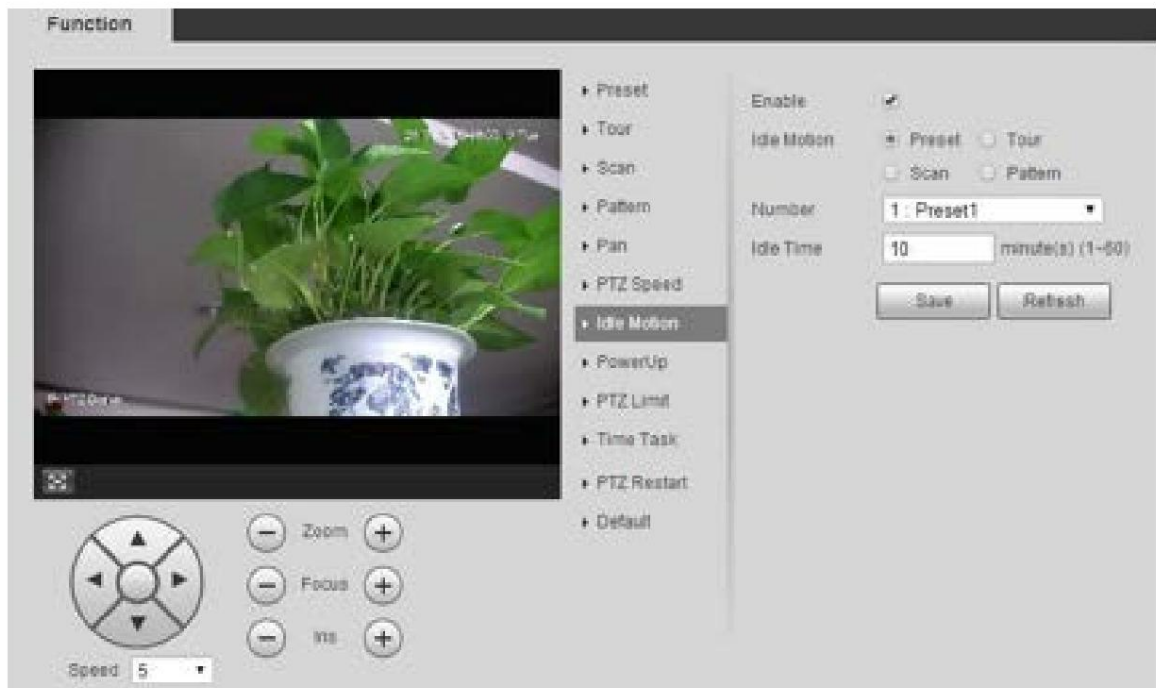 Function
Preset
Tour
Scan
Pattern
Pan
PTZ Speed
Idle Motion
PowerUp
PTZ Limit
Time Task
PTZ Restart
Default
Enable
Idle Motion Preset Tour
Scan Pattern
Number 1 : Preset1
Idle Time 10 minute(s) (1~60)
Save Refresh
Zoom
Focus
Iris
Speed 5